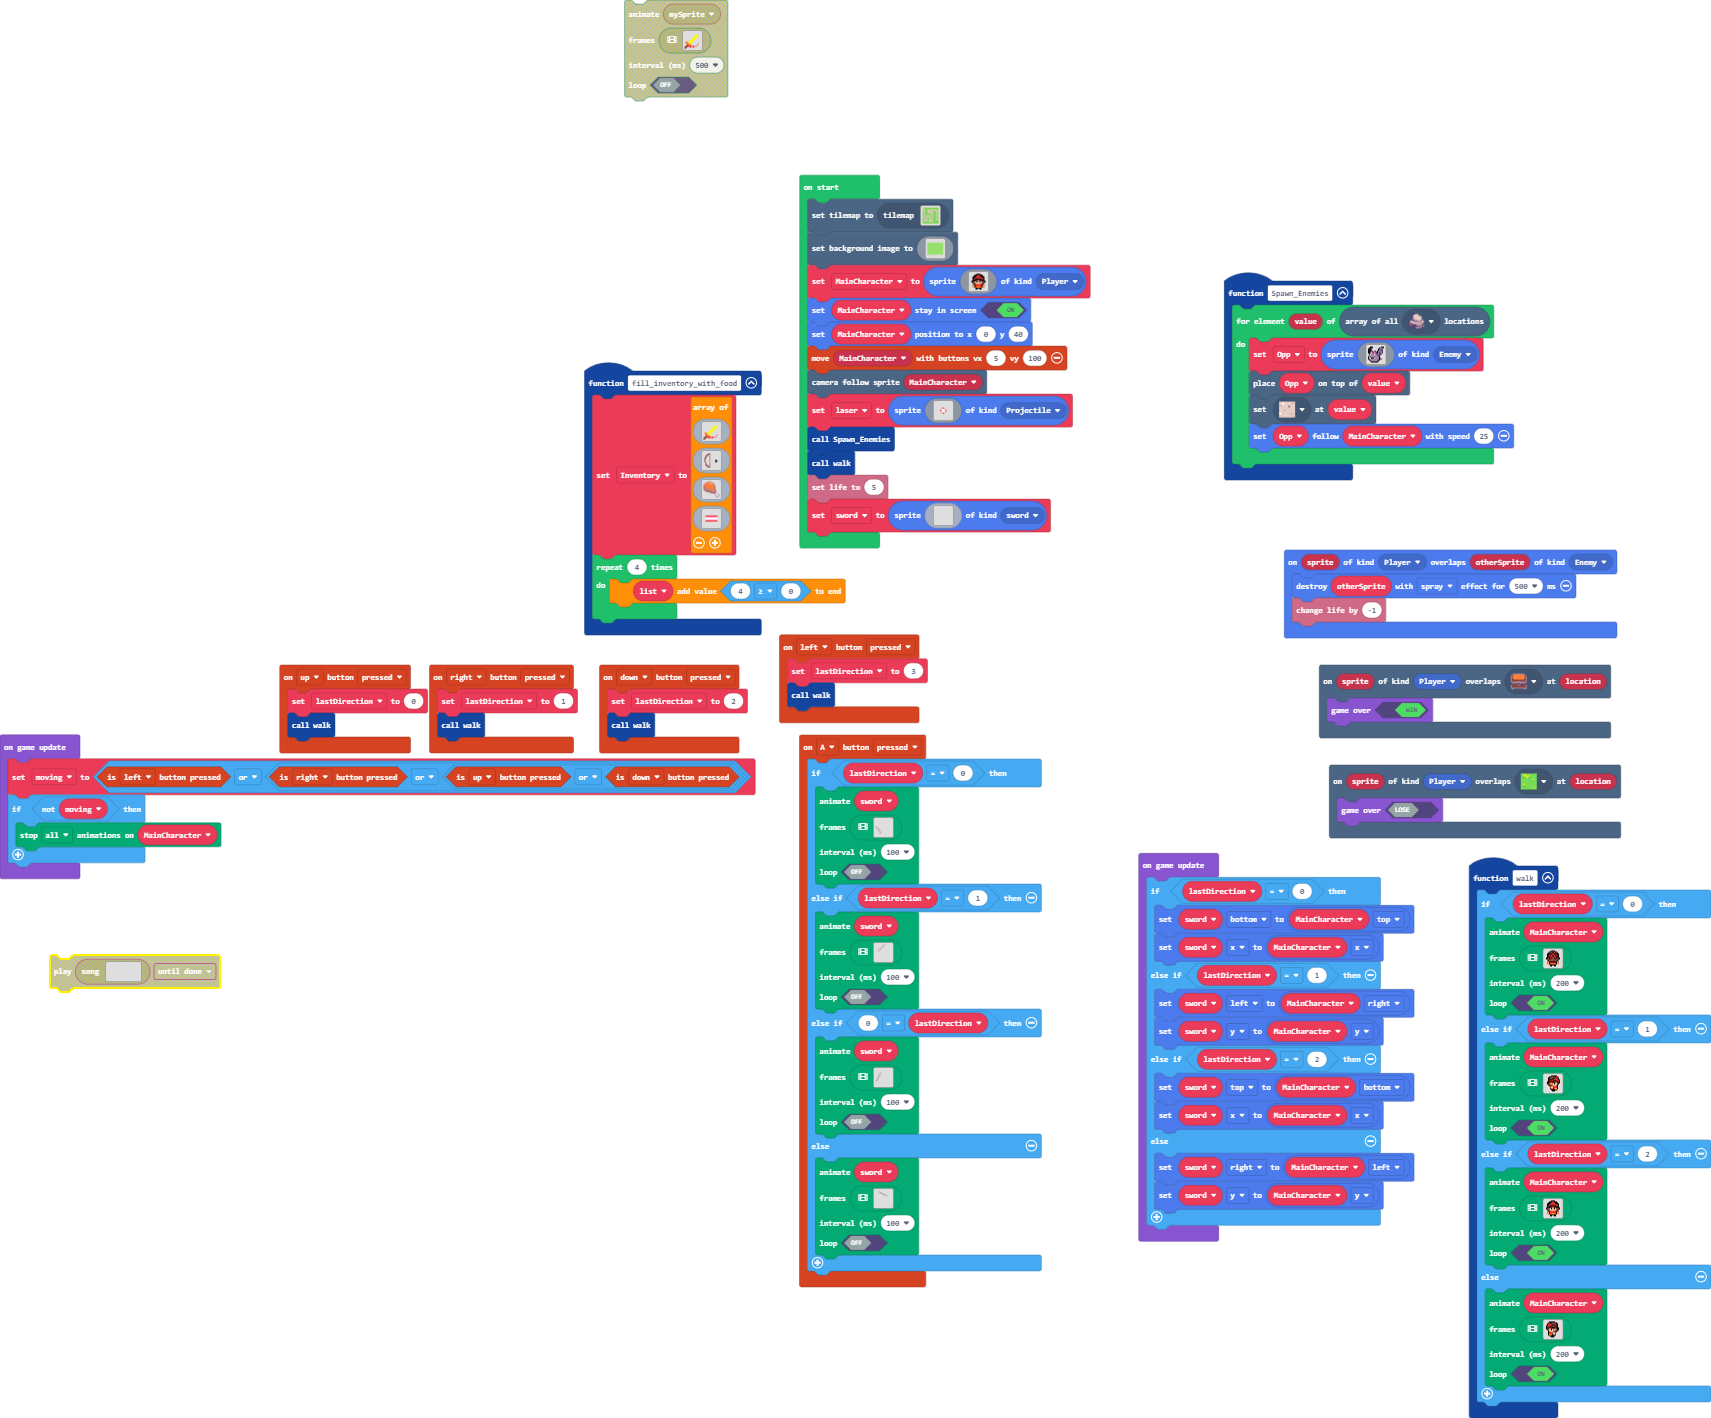 animate mySprite
frames
interval (ms) 500
loop OFF
on start
set tilemap to tilemap
set background image to
set MainCharacter to sprite of kind Player
set MainCharacter stay in screen ON
set MainCharacter position to x 0 y 40
move MainCharacter with buttons vx 5 vy 100
camera follow sprite MainCharacter
set laser to sprite of kind Projectile
call Spawn_Enemies
call walk
set life to 5
set sword to sprite of kind sword
function Spawn_Enemies
for element value of array of all locations
do
set Opp to sprite of kind Enemy
place Opp on top of value
set at value
set Opp follow MainCharacter with speed 25
function fill_inventory_with_food
set Inventory to array of
repeat 4 times
do
list add value 4 ≥ 0 to end
on sprite of kind Player overlaps otherSprite of kind Enemy
destroy otherSprite with spray effect for 500 ms
change life by -1
on up button pressed
set lastDirection to 0
call walk
on right button pressed
set lastDirection to 1
call walk
on down button pressed
set lastDirection to 2
call walk
on left button pressed
set lastDirection to 3
call walk
on sprite of kind Player overlaps at location
game over WIN
on sprite of kind Player overlaps at location
game over LOSE
on game update
set moving to is left button pressed or is right button pressed or is up button pressed or is down button pressed
if not moving then
stop all animations on MainCharacter
play song until done
on A button pressed
if lastDirection = 0 then
animate sword
frames
interval (ms) 100
loop OFF
else if lastDirection = 1 then
animate sword
frames
interval (ms) 100
loop OFF
else if 0 = lastDirection then
animate sword
frames
interval (ms) 100
loop OFF
else
animate sword
frames
interval (ms) 100
loop OFF
on game update
if lastDirection = 0 then
set sword bottom to MainCharacter top
set sword x to MainCharacter x
else if lastDirection = 1 then
set sword left to MainCharacter right
set sword y to MainCharacter y
else if lastDirection = 2 then
set sword top to MainCharacter bottom
set sword x to MainCharacter x
else
set sword right to MainCharacter left
set sword y to MainCharacter y
function walk
if lastDirection = 0 then
animate MainCharacter
frames
interval (ms) 200
loop ON
else if lastDirection = 1 then
animate MainCharacter
frames
interval (ms) 200
loop ON
else if lastDirection = 2 then
animate MainCharacter
frames
interval (ms) 200
loop ON
else
animate MainCharacter
frames
interval (ms) 200
loop ON